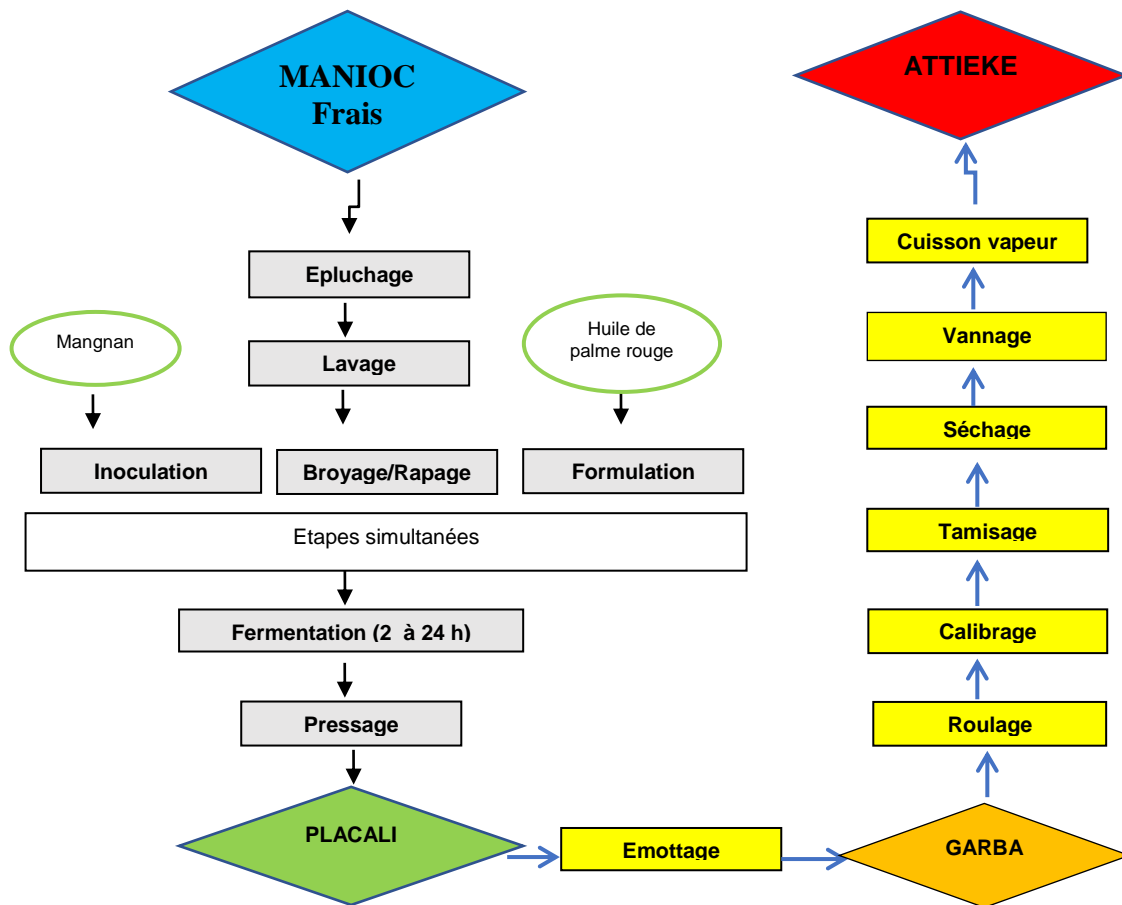 MANIOC
Frais
Epluchage
Mangnan
Lavage
Huile de
palme rouge
Inoculation
Broyage/Rapage
Formulation
Etapes simultanées
Fermentation (2 à 24 h)
Pressage
PLACALI
Emottage
GARBA
Roulage
Calibrage
Tamisage
Séchage
Vannage
Cuisson vapeur
ATTIEKE